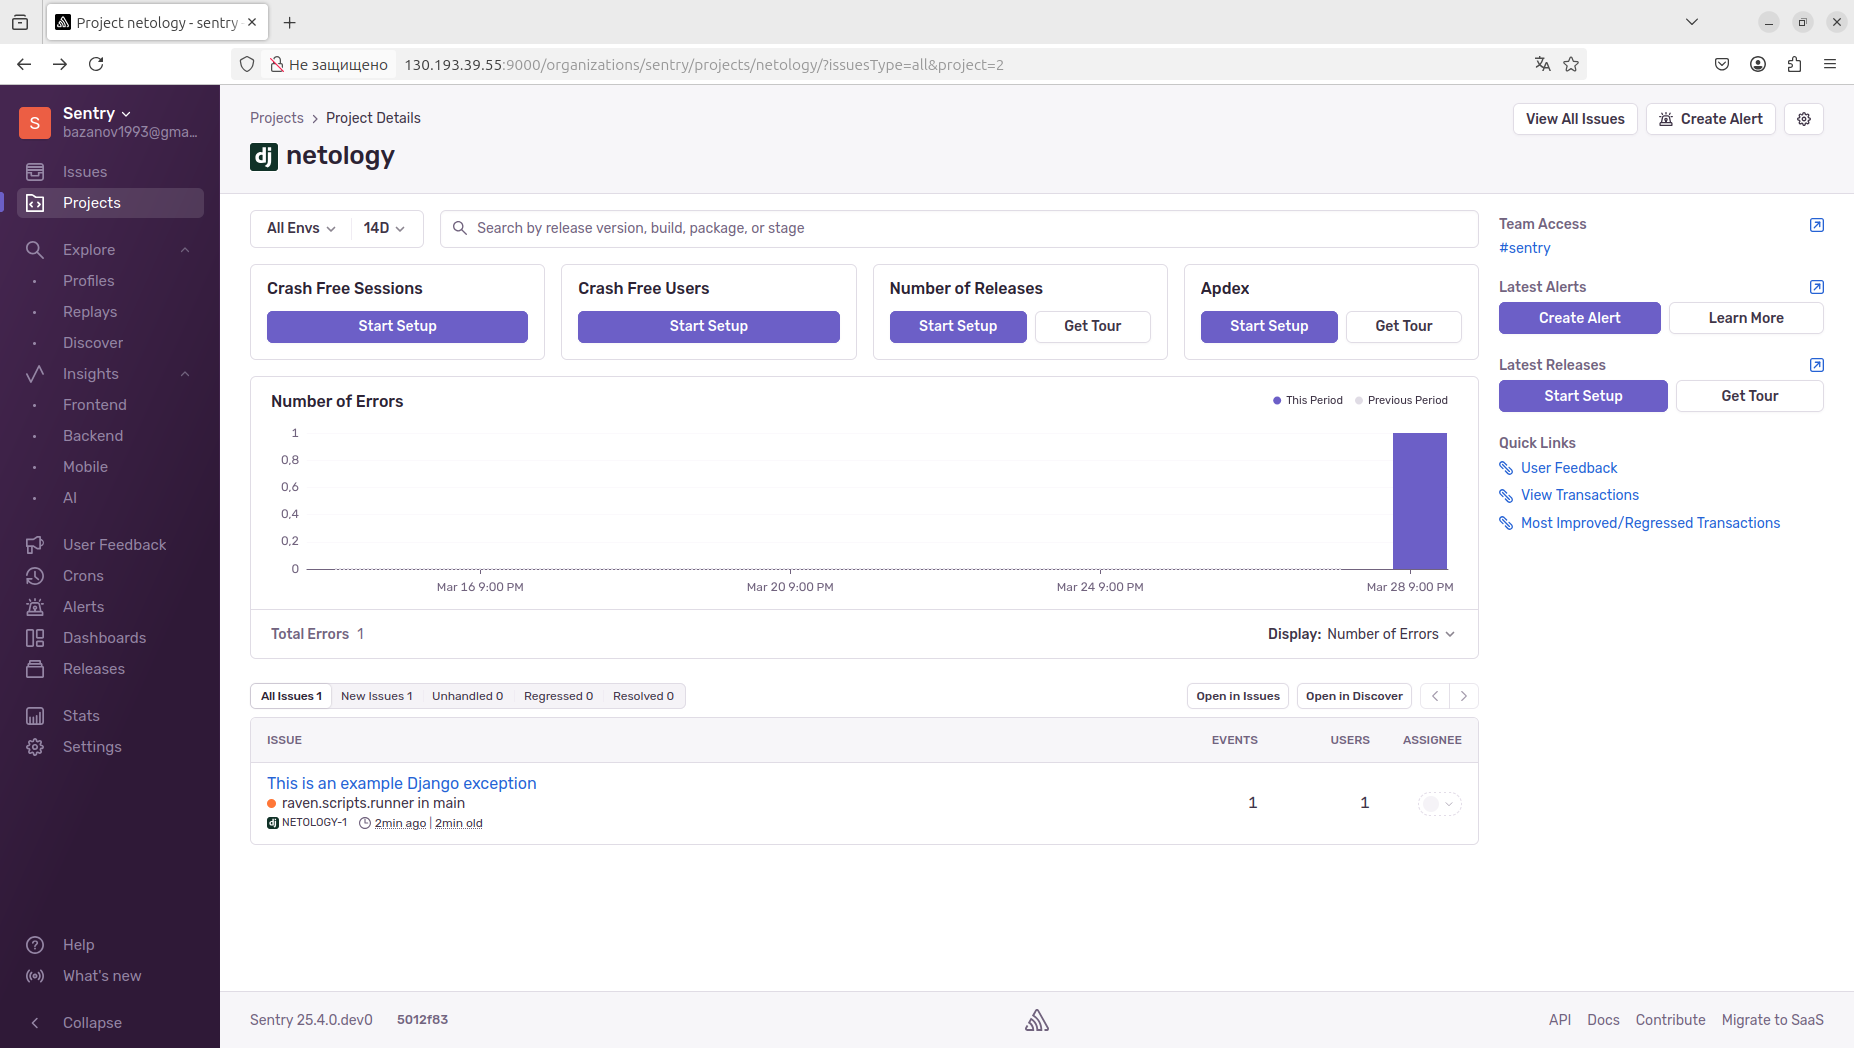 Project netology - sentry
Не защищено
130.193.39.55:9000/organizations/sentry/projects/netology/?issuesType=all&project=2
S
Sentry
bazanov1993@gma...
Issues
Projects
Explore
Profiles
Replays
Discover
Insights
Frontend
Backend
Mobile
AI
User Feedback
Crons
Alerts
Dashboards
Releases
Stats
Settings
Help
What's new
Collapse
Projects > Project Details
View All Issues
Create Alert
dj netology
All Envs
14D
Search by release version, build, package, or stage
Crash Free Sessions
Start Setup
Crash Free Users
Start Setup
Number of Releases
Start Setup
Get Tour
Apdex
Start Setup
Get Tour
Number of Errors
This Period
Previous Period
1
0,8
0,6
0,4
0,2
0
Mar 16 9:00 PM
Mar 20 9:00 PM
Mar 24 9:00 PM
Mar 28 9:00 PM
Total Errors 1
Display: Number of Errors
All Issues 1
New Issues 1
Unhandled 0
Regressed 0
Resolved 0
Open in Issues
Open in Discover
ISSUE
EVENTS
USERS
ASSIGNEE
This is an example Django exception
raven.scripts.runner in main
1
1
dj NETOLOGY-1
2min ago | 2min old
Team Access
#sentry
Latest Alerts
Create Alert
Learn More
Latest Releases
Start Setup
Get Tour
Quick Links
User Feedback
View Transactions
Most Improved/Regressed Transactions
Sentry 25.4.0.dev0
5012f83
API
Docs
Contribute
Migrate to SaaS